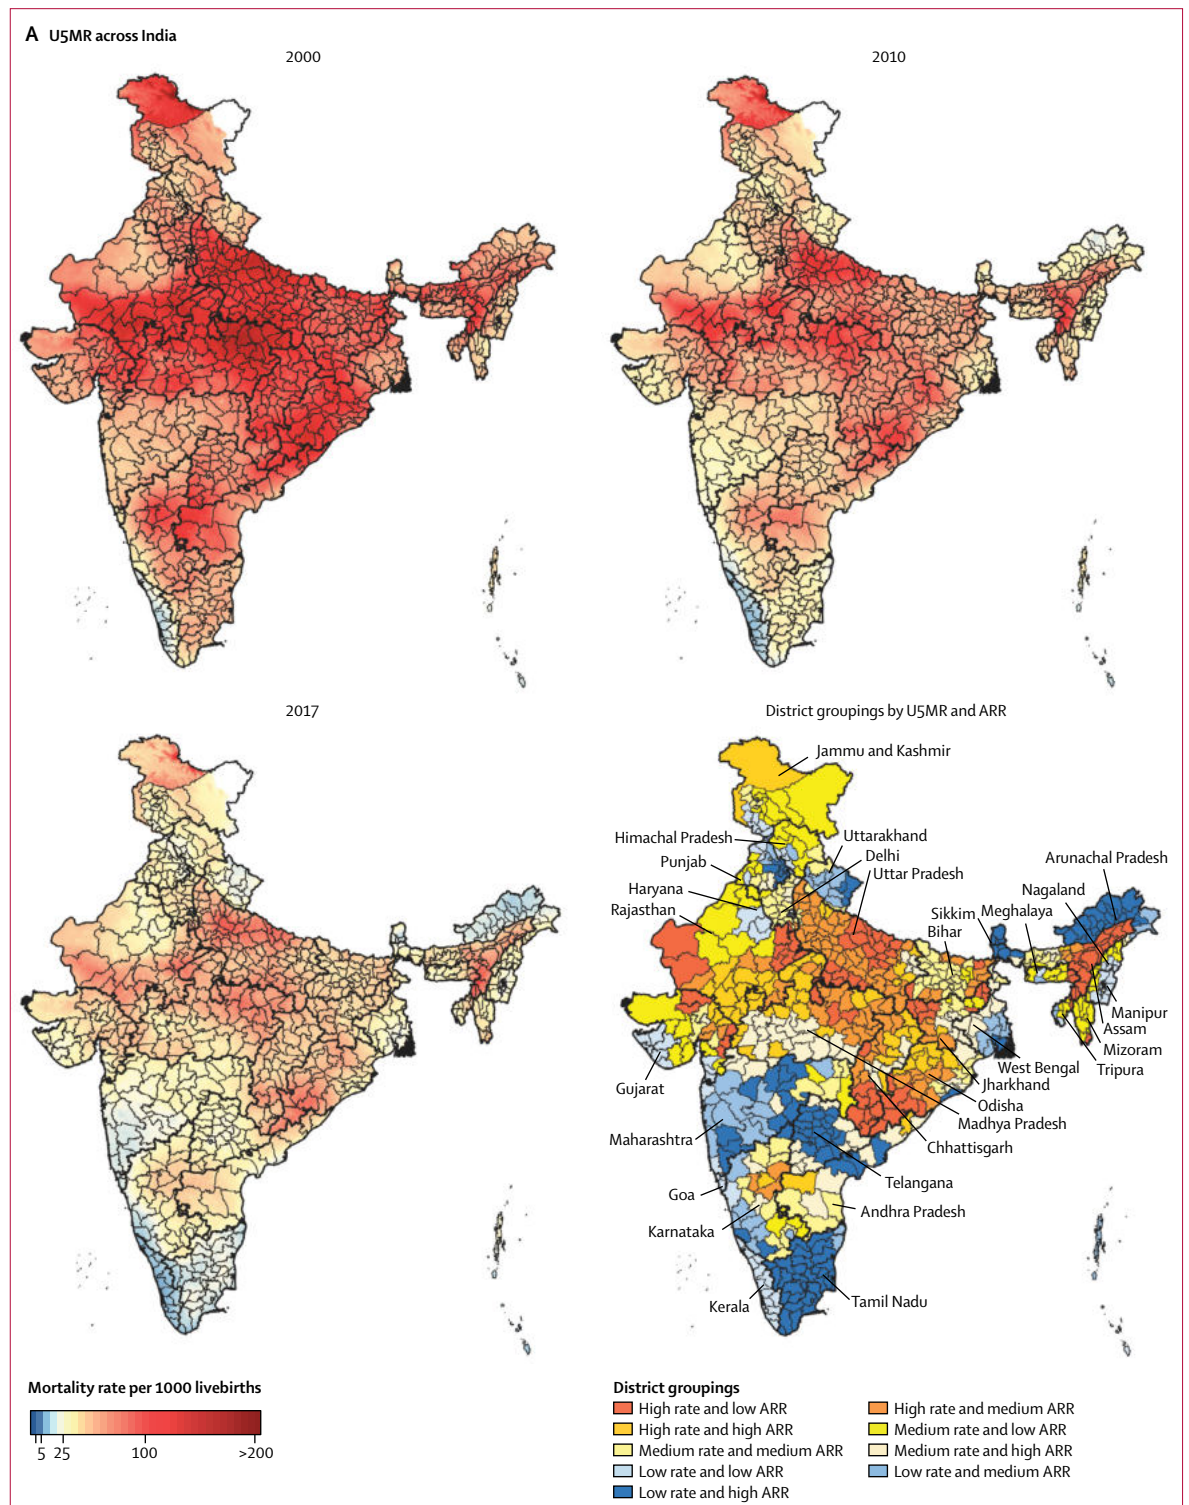 A U5MR across India
2000
2010
2017
District groupings by U5MR and ARR
Jammu and Kashmir
Himachal Pradesh
Uttarakhand
Punjab
Delhi
Arunachal Pradesh
Uttar Pradesh
Haryana
Nagaland
Rajasthan
Sikkim
Meghalaya
Bihar
Manipur
Assam
Mizoram
West Bengal
Tripura
Gujarat
Jharkhand
Odisha
Madhya Pradesh
Maharashtra
Chhattisgarh
Telangana
Goa
Andhra Pradesh
Karnataka
Kerala
Tamil Nadu
Mortality rate per 1000 livebirths
5 25 100 >200
District groupings
High rate and low ARR
High rate and medium ARR
High rate and high ARR
Medium rate and low ARR
Medium rate and medium ARR
Medium rate and high ARR
Low rate and low ARR
Low rate and medium ARR
Low rate and high ARR